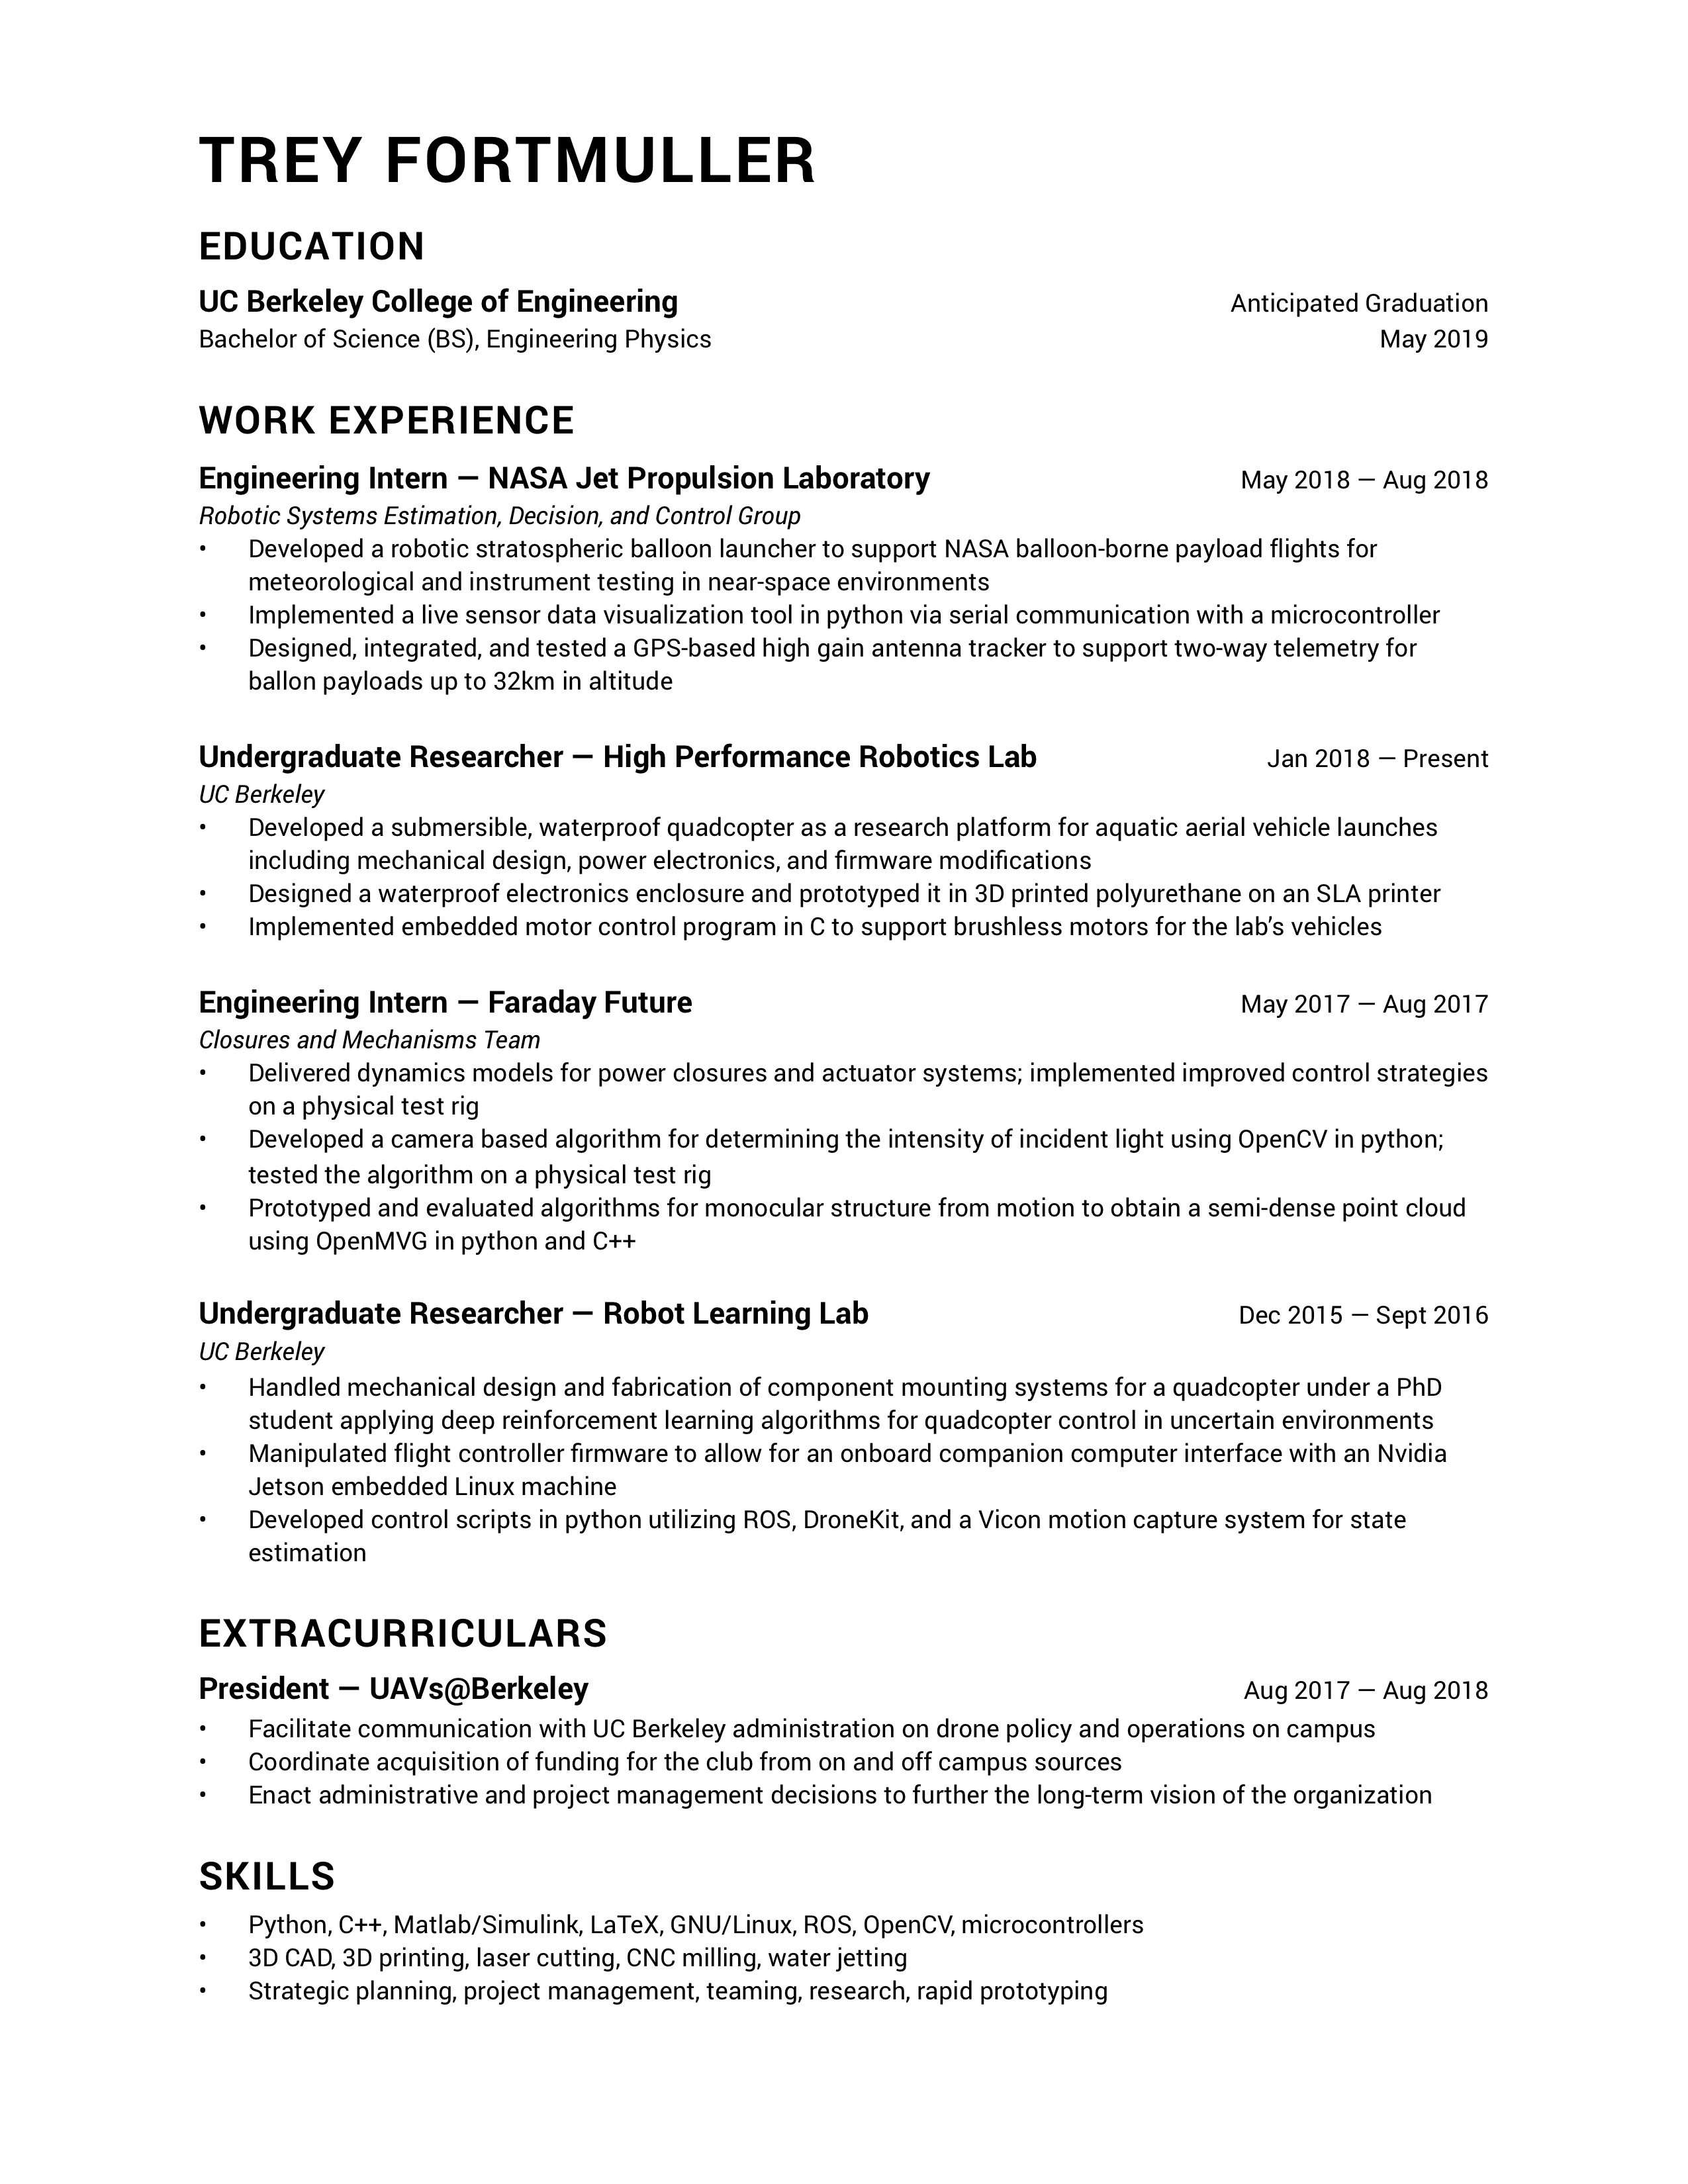 TREY FORTMULLER
EDUCATION
UC Berkeley College of Engineering Anticipated Graduation
Bachelor of Science (BS), Engineering Physics May 2019
WORK EXPERIENCE
Engineering Intern — NASA Jet Propulsion Laboratory May 2018 — Aug 2018
Robotic Systems Estimation, Decision, and Control Group
• Developed a robotic stratospheric balloon launcher to support NASA balloon-borne payload flights for
meteorological and instrument testing in near-space environments
• Implemented a live sensor data visualization tool in python via serial communication with a microcontroller
• Designed, integrated, and tested a GPS-based high gain antenna tracker to support two-way telemetry for
ballon payloads up to 32km in altitude
Undergraduate Researcher — High Performance Robotics Lab Jan 2018 — Present
UC Berkeley
• Developed a submersible, waterproof quadcopter as a research platform for aquatic aerial vehicle launches
including mechanical design, power electronics, and firmware modifications
• Designed a waterproof electronics enclosure and prototyped it in 3D printed polyurethane on an SLA printer
• Implemented embedded motor control program in C to support brushless motors for the lab’s vehicles
Engineering Intern — Faraday Future May 2017 — Aug 2017
Closures and Mechanisms Team
• Delivered dynamics models for power closures and actuator systems; implemented improved control strategies
on a physical test rig
• Developed a camera based algorithm for determining the intensity of incident light using OpenCV in python;
tested the algorithm on a physical test rig
• Prototyped and evaluated algorithms for monocular structure from motion to obtain a semi-dense point cloud
using OpenMVG in python and C++
Undergraduate Researcher — Robot Learning Lab Dec 2015 — Sept 2016
UC Berkeley
• Handled mechanical design and fabrication of component mounting systems for a quadcopter under a PhD
student applying deep reinforcement learning algorithms for quadcopter control in uncertain environments
• Manipulated flight controller firmware to allow for an onboard companion computer interface with an Nvidia
Jetson embedded Linux machine
• Developed control scripts in python utilizing ROS, DroneKit, and a Vicon motion capture system for state
estimation
EXTRACURRICULARS
President — UAVs@Berkeley Aug 2017 — Aug 2018
• Facilitate communication with UC Berkeley administration on drone policy and operations on campus
• Coordinate acquisition of funding for the club from on and off campus sources
• Enact administrative and project management decisions to further the long-term vision of the organization
SKILLS
• Python, C++, Matlab/Simulink, LaTeX, GNU/Linux, ROS, OpenCV, microcontrollers
• 3D CAD, 3D printing, laser cutting, CNC milling, water jetting
• Strategic planning, project management, teaming, research, rapid prototyping